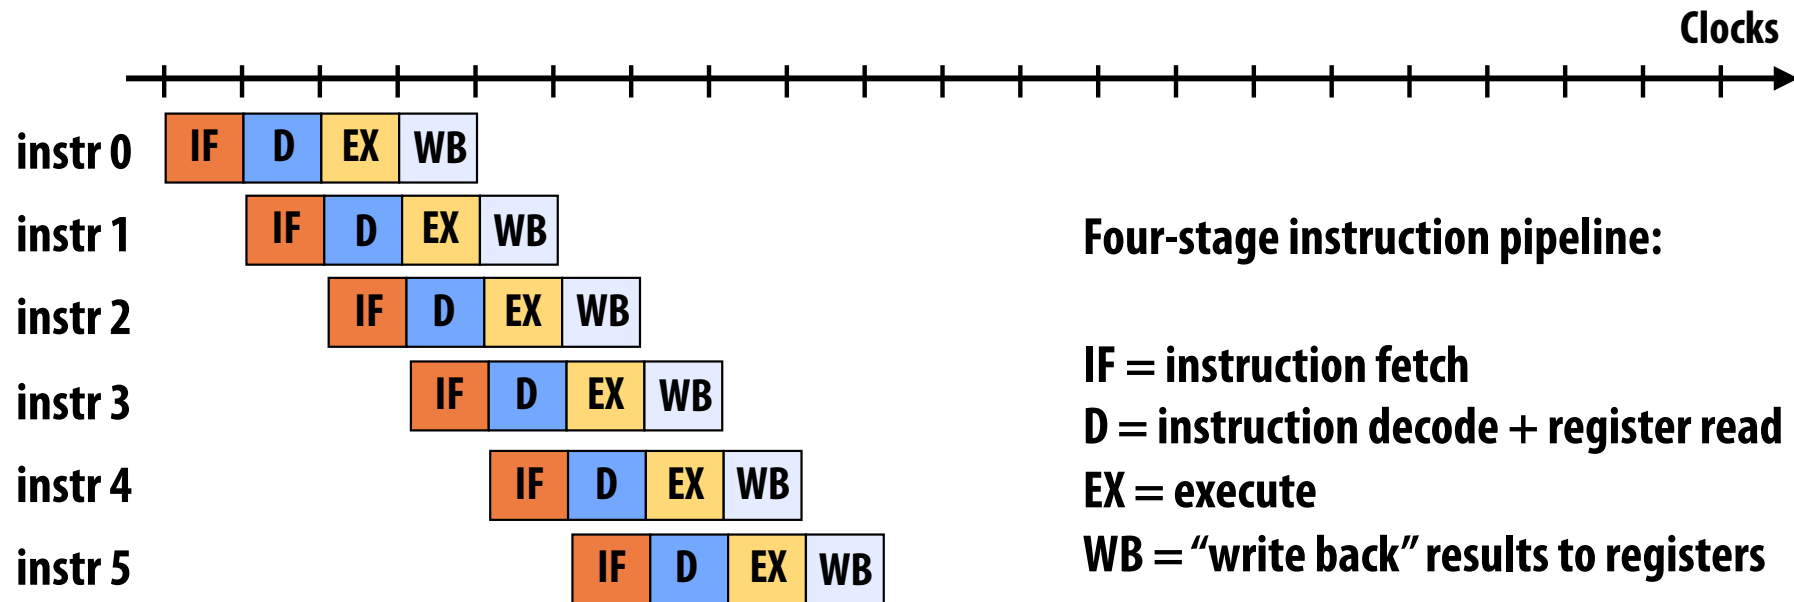 Clocks
instr 0 IF D EX WB
instr 1 IF D EX WB
instr 2 IF D EX WB
instr 3 IF D EX WB
instr 4 IF D EX WB
instr 5 IF D EX WB
Four-stage instruction pipeline:
IF = instruction fetch
D = instruction decode + register read
EX = execute
WB = “write back” results to registers